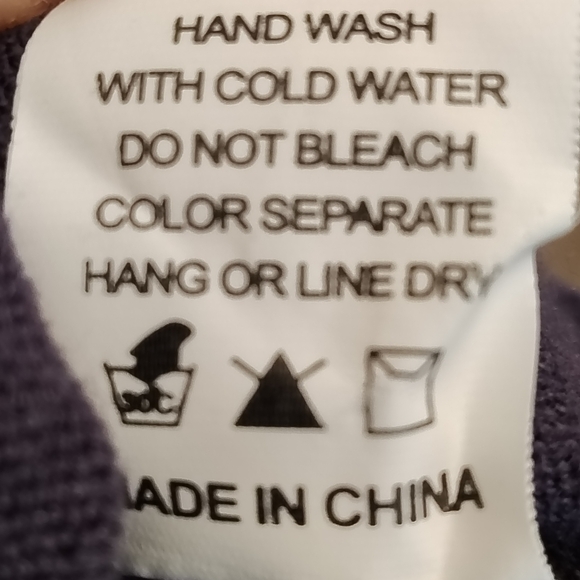 HAND WASH
WITH COLD WATER
DO NOT BLEACH
COLOR SEPARATE
HANG OR LINE DRY
MADE IN CHINA